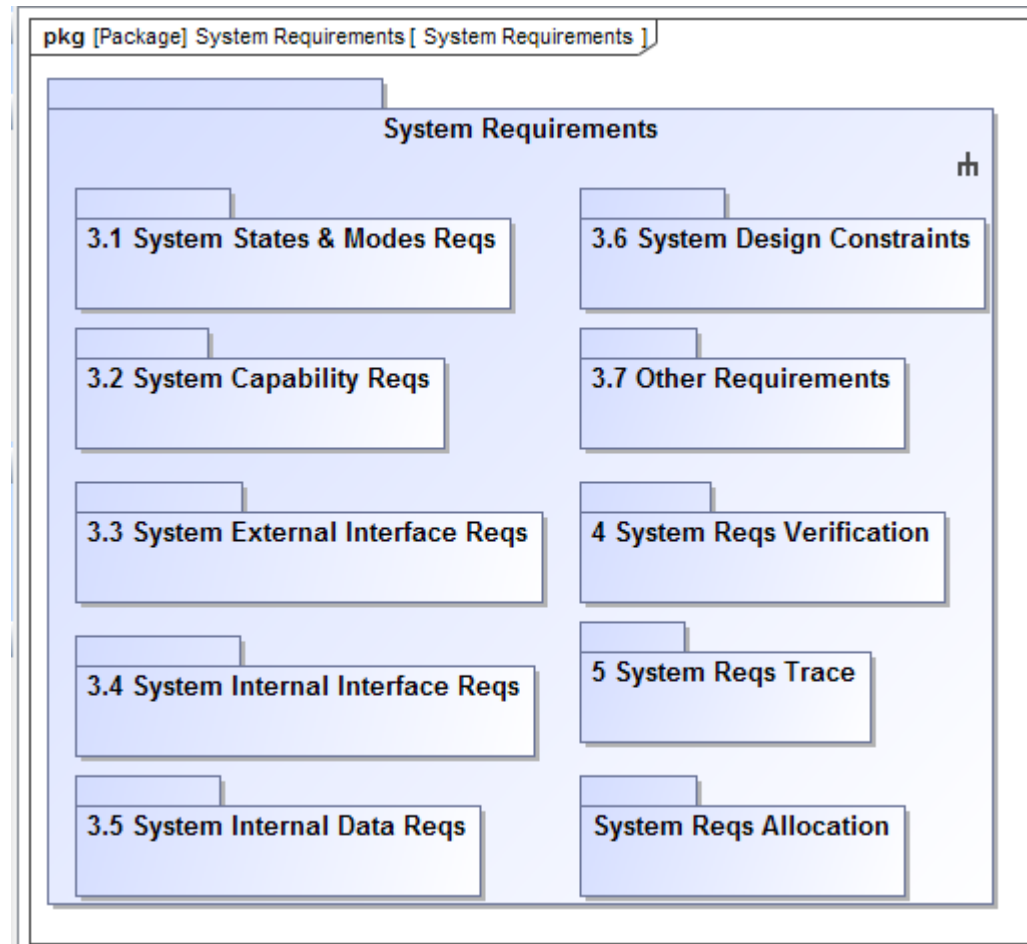 pkg [Package] System Requirements [ System Requirements ]
System Requirements
3.1 System States & Modes Reqs
3.2 System Capability Reqs
3.3 System External Interface Reqs
3.4 System Internal Interface Reqs
3.5 System Internal Data Reqs
3.6 System Design Constraints
3.7 Other Requirements
4 System Reqs Verification
5 System Reqs Trace
System Reqs Allocation